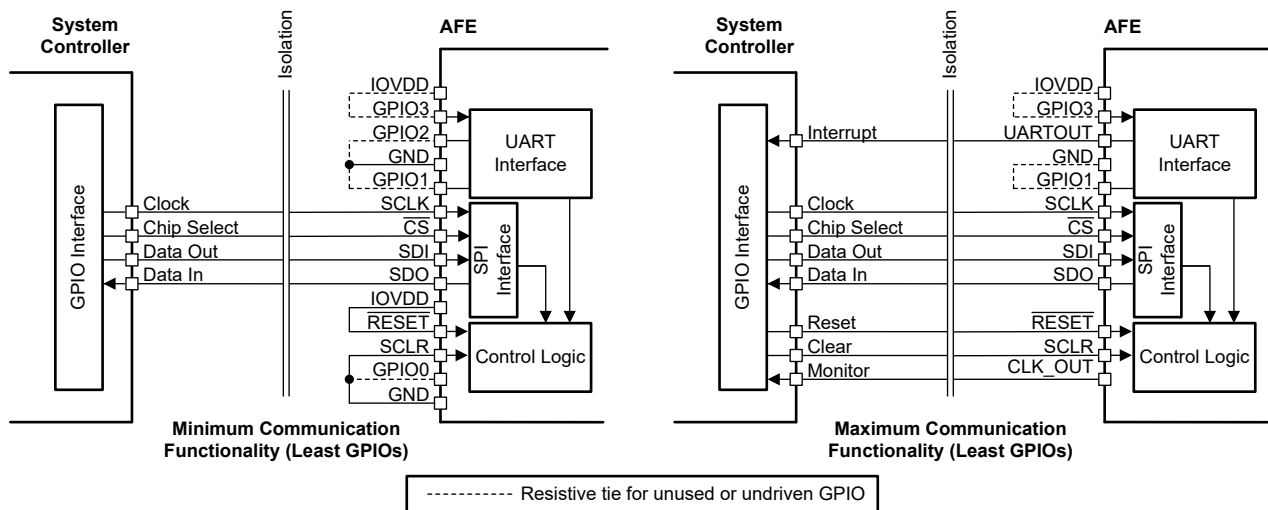 System
Controller
AFE
Isolation
GPIO Interface
IOVDD
GPIO3
GPIO2
GND
GPIO1
Clock
SCLK
Chip Select
CS
Data Out
SDI
Data In
SDO
IOVDD
RESET
SCLR
GPIO0
GND
UART
Interface
SPI
Interface
Control Logic
Minimum Communication
Functionality (Least GPIOs)
System
Controller
AFE
Isolation
GPIO Interface
IOVDD
GPIO3
Interrupt
UARTOUT
GND
GPIO1
Clock
SCLK
Chip Select
CS
Data Out
SDI
Data In
SDO
Reset
RESET
Clear
SCLR
Monitor
CLK_OUT
UART
Interface
SPI
Interface
Control Logic
Maximum Communication
Functionality (Least GPIOs)
Resistive tie for unused or undriven GPIO